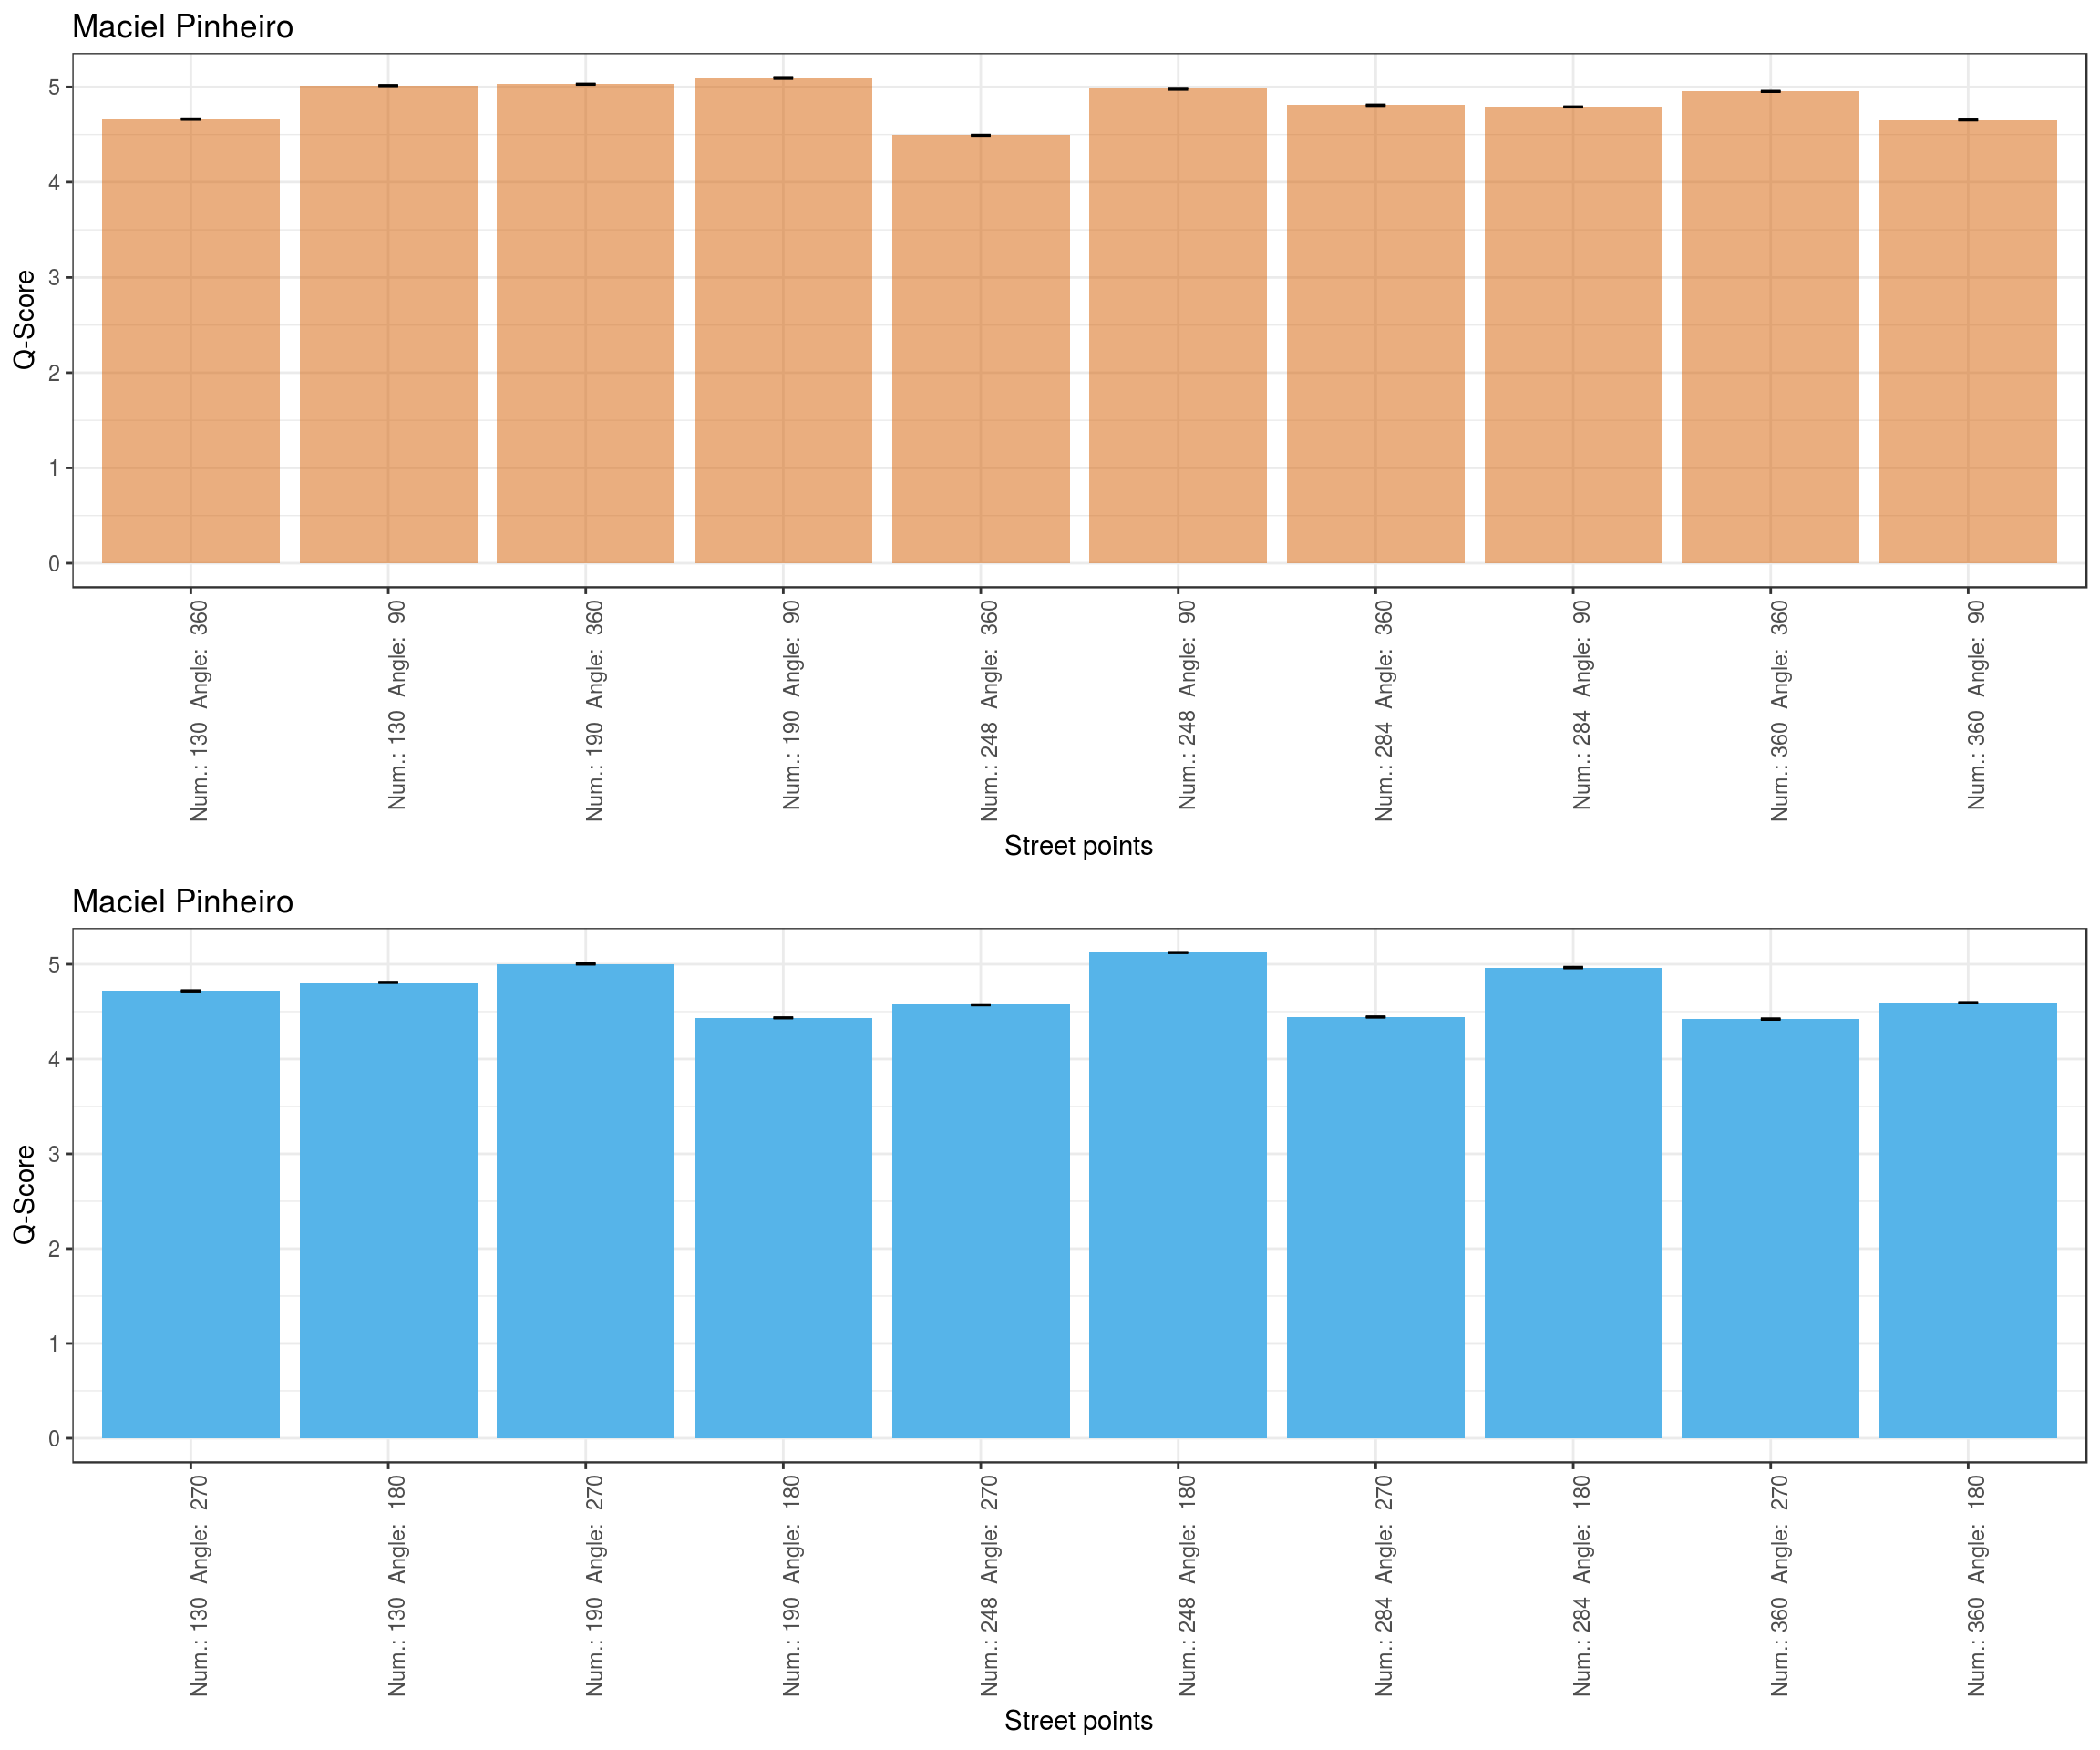 Maciel Pinheiro
Q-Score
5
4
3
2
1
0
Num.: 130 Angle: 360
Num.: 130 Angle: 90
Num.: 190 Angle: 360
Num.: 190 Angle: 90
Num.: 248 Angle: 360
Num.: 248 Angle: 90
Num.: 284 Angle: 360
Num.: 284 Angle: 90
Num.: 360 Angle: 360
Num.: 360 Angle: 90
Street points
Maciel Pinheiro
Q-Score
5
4
3
2
1
0
Num.: 130 Angle: 270
Num.: 130 Angle: 180
Num.: 190 Angle: 270
Num.: 190 Angle: 180
Num.: 248 Angle: 270
Num.: 248 Angle: 180
Num.: 284 Angle: 270
Num.: 284 Angle: 180
Num.: 360 Angle: 270
Num.: 360 Angle: 180
Street points